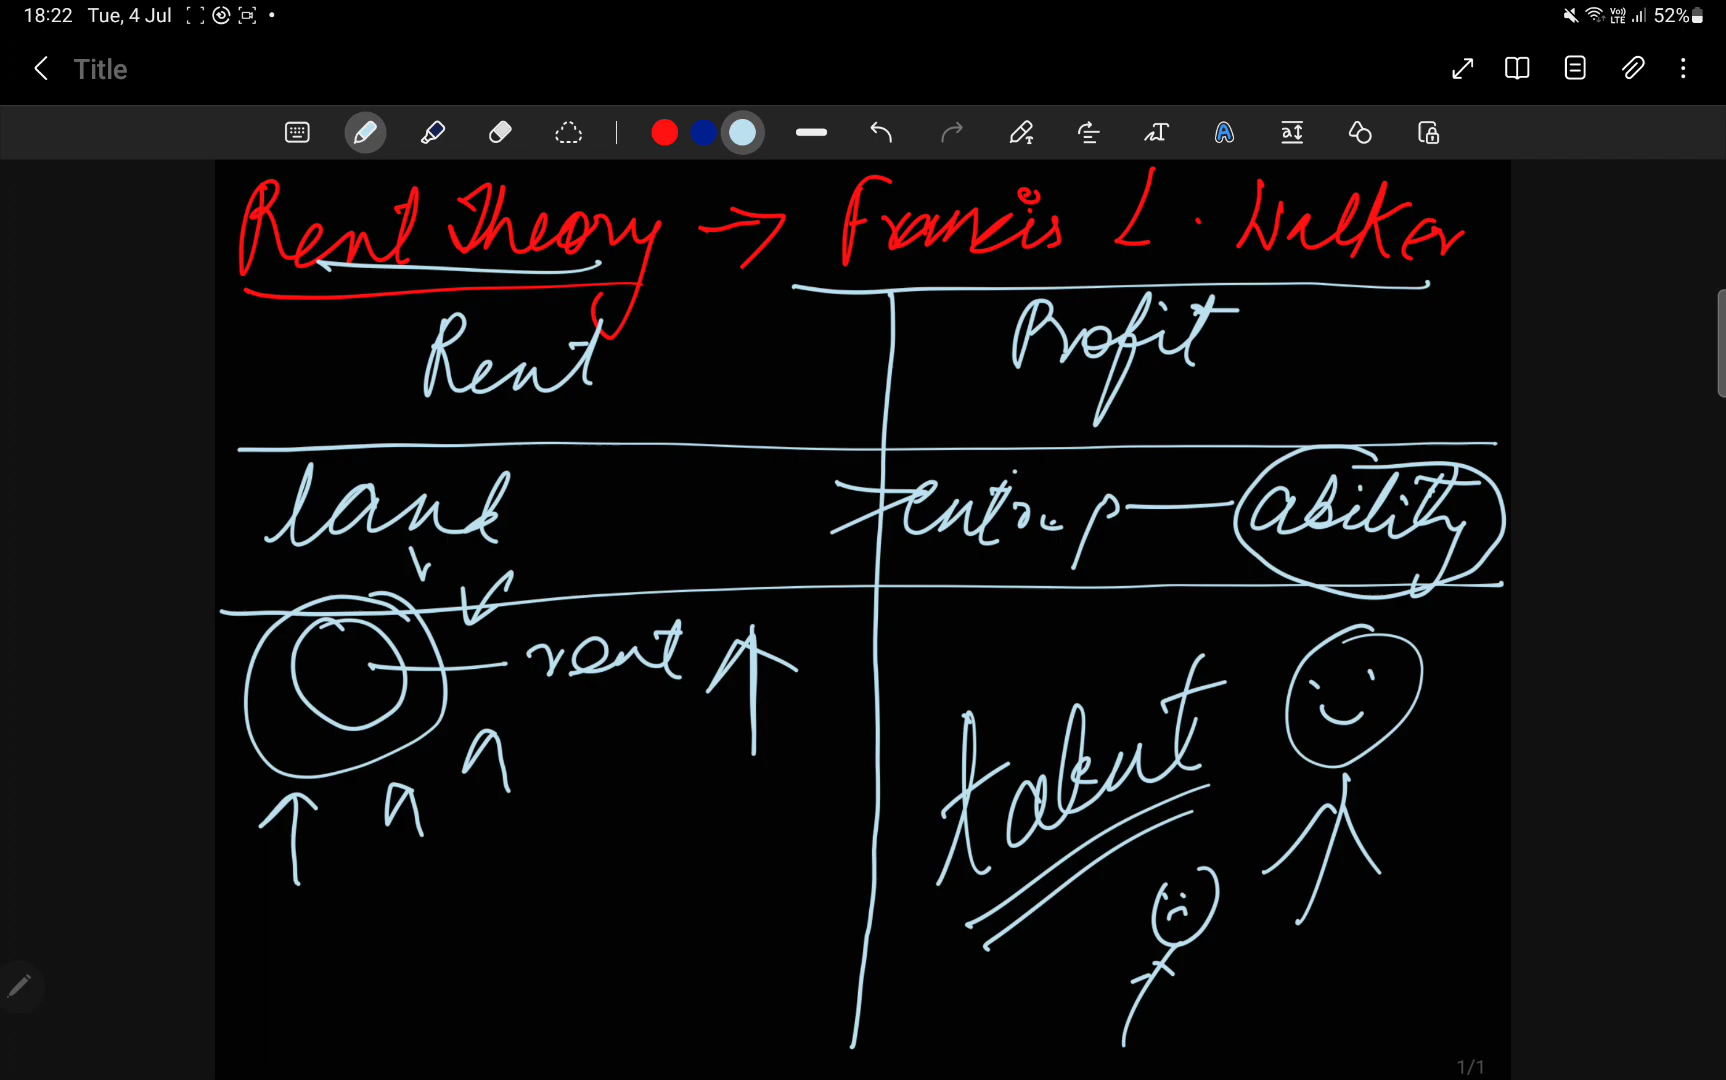 18:22 Tue, 4 Jul 52%
Title
Rent Theory → Francis L. Walker
Rent Profit
land entrep — ability
rent ↑
talent
1/1